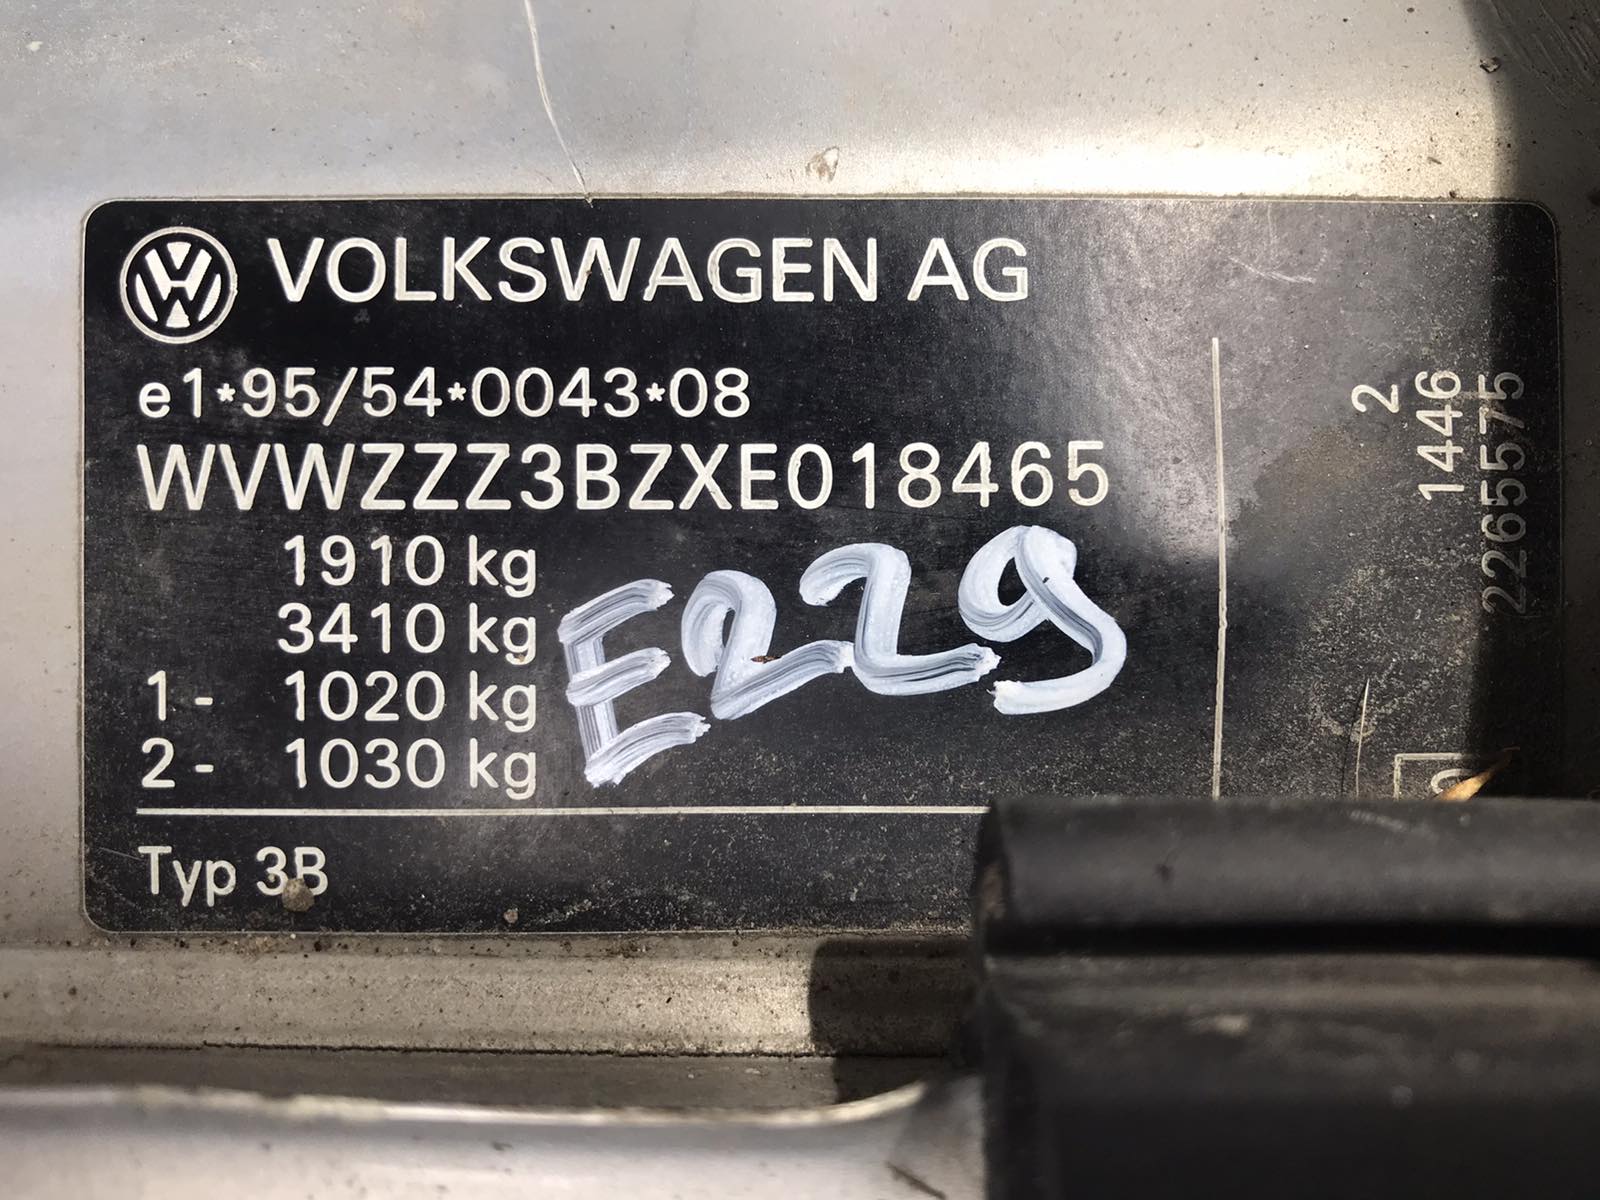 VOLKSWAGEN AG
e1*95/54*0043*08
WVWZZZ3BZXE018465
1910 kg
3410 kg
1- 1020 kg
2- 1030 kg
E229
Typ 3B
2
1446
22655575